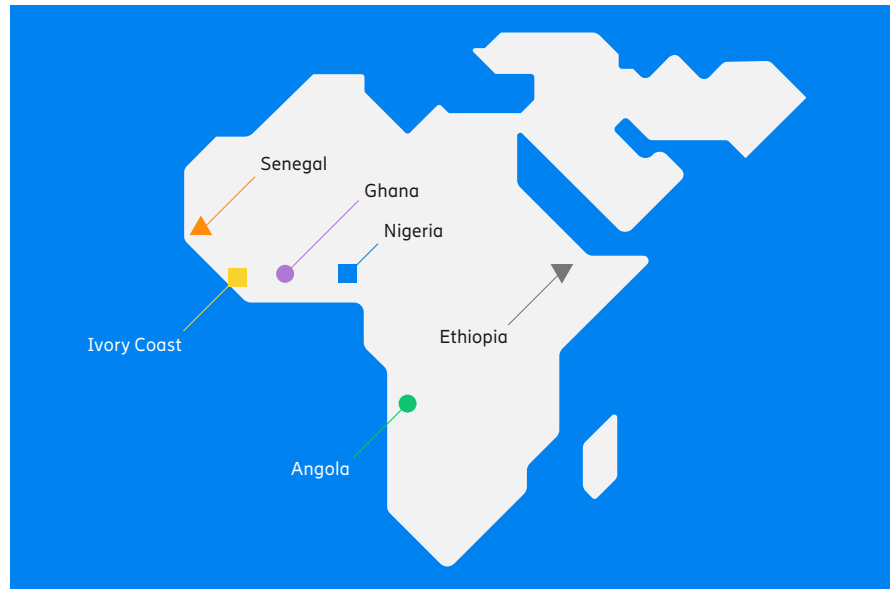 Senegal
Ghana
Nigeria
Ethiopia
Ivory Coast
Angola